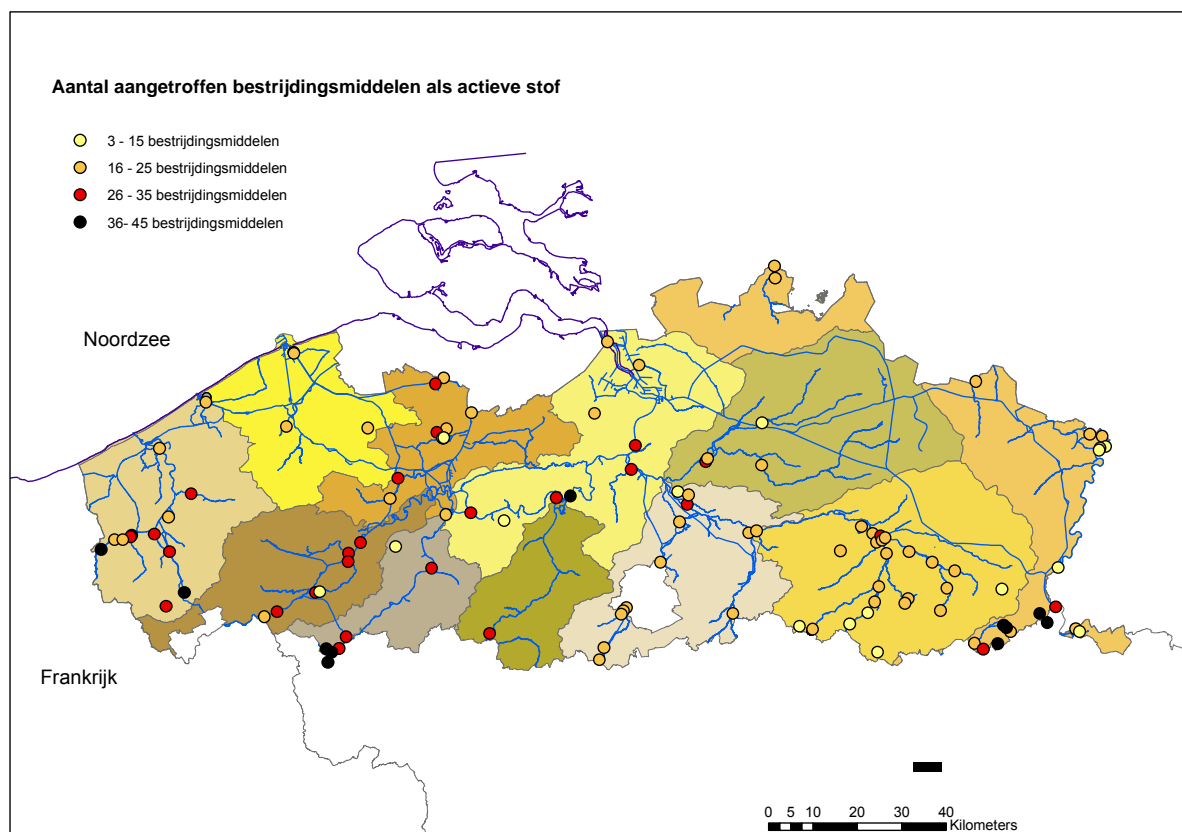 Aantal aangetroffen bestrijdingsmiddelen als actieve stof
3 - 15 bestrijdingsmiddelen
16 - 25 bestrijdingsmiddelen
26 - 35 bestrijdingsmiddelen
36- 45 bestrijdingsmiddelen
Noordzee
Frankrijk
0 5 10 20 30 40
Kilometers